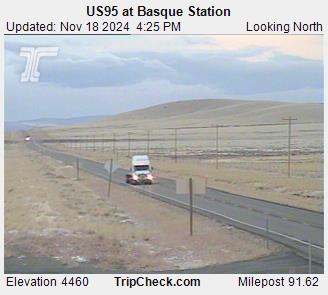 US95 at Basque Station
Updated: Nov 18 2024 4:25 PM Looking North
Elevation 4460 TripCheck.com Milepost 91.62